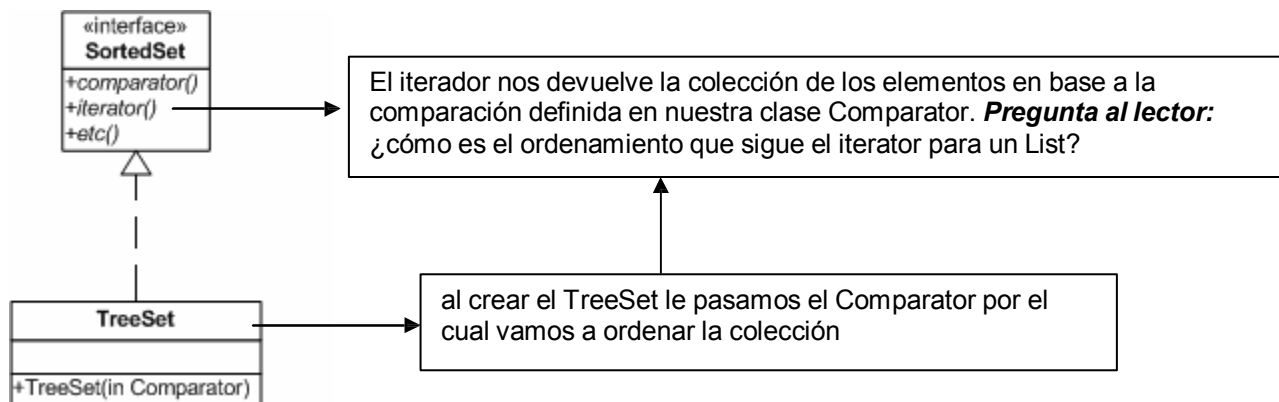 «interface»
SortedSet
+comparator()
+iterator()
+etc()
El iterador nos devuelve la colección de los elementos en base a la
comparación definida en nuestra clase Comparator. Pregunta al lector:
¿cómo es el ordenamiento que sigue el iterator para un List?
TreeSet
+TreeSet(in Comparator)
al crear el TreeSet le pasamos el Comparator por el
cual vamos a ordenar la colección